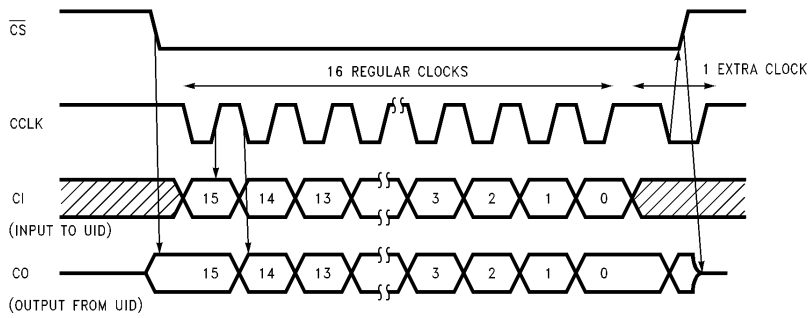 CS
16 REGULAR CLOCKS
1 EXTRA CLOCK
CCLK
CI 15 14 13 3 2 1 0
(INPUT TO UID)
CO 15 14 13 3 2 1 0
(OUTPUT FROM UID)